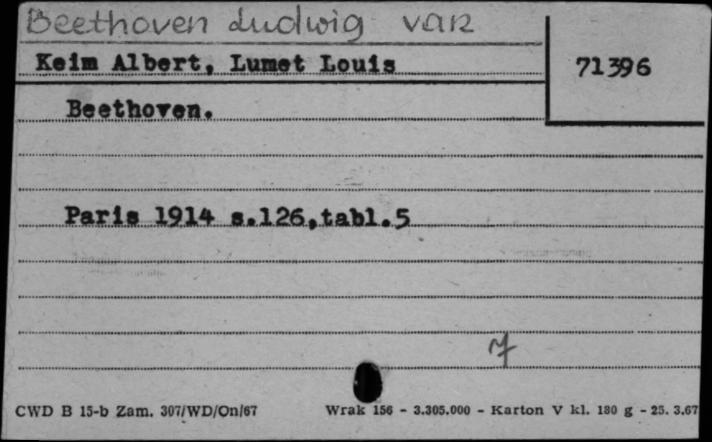 Beethoven Ludwig van
Keim Albert, Lumet Louis
71396
Beethoven.
Paris 1914 s.126,tabl.5
7
CWD B 15-b Zam. 307/WD/On/67 Wrak 156 - 3.305.000 - Karton V kl. 180 g - 25. 3.67